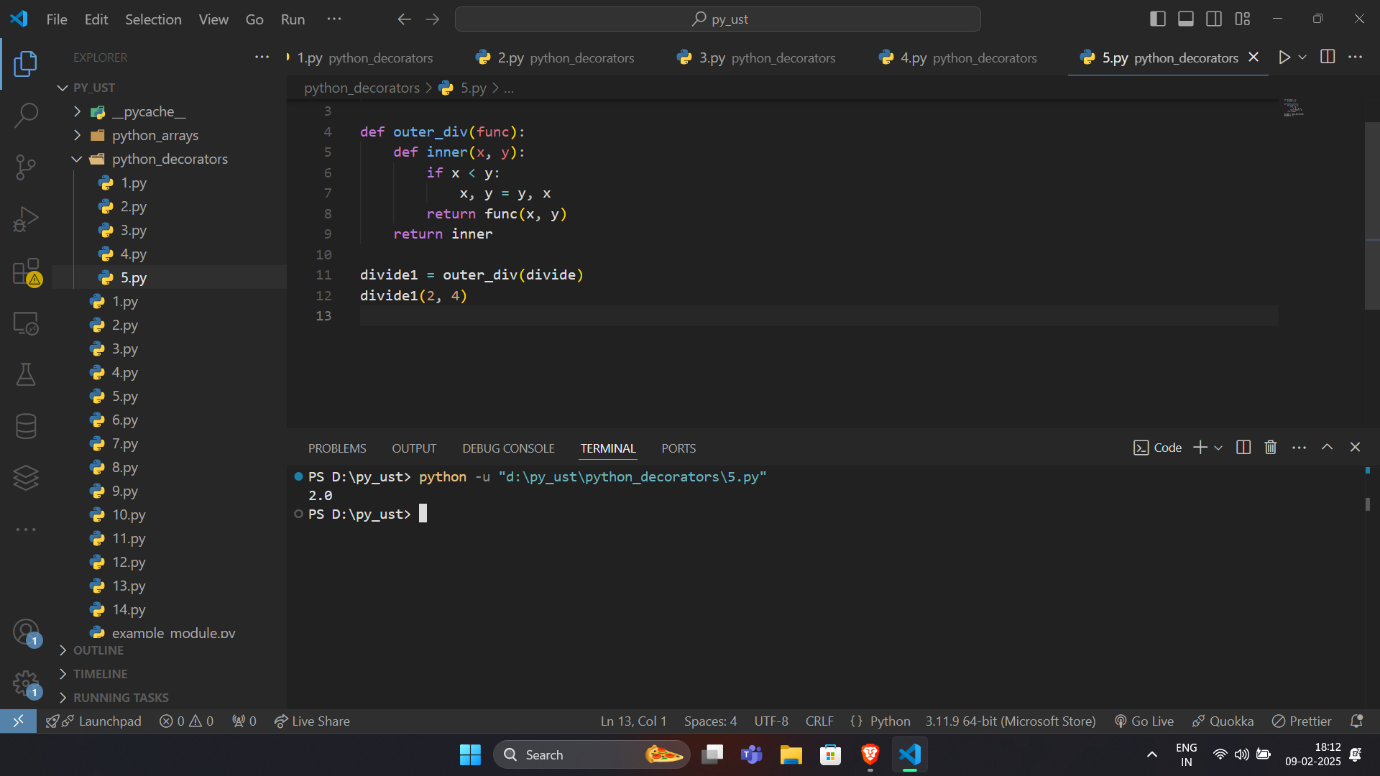 File Edit Selection View Go Run ··· py_ust
EXPLORER ···
1.py python_decorators 2.py python_decorators 3.py python_decorators 4.py python_decorators 5.py python_decorators
PY_UST
__pycache__
python_arrays
python_decorators
1.py
2.py
3.py
4.py
5.py
1.py
2.py
3.py
4.py
5.py
6.py
7.py
8.py
9.py
10.py
11.py
12.py
13.py
14.py
example_module.py
OUTLINE
TIMELINE
RUNNING TASKS
1
1
python_decorators > 5.py > ...
3
4 def outer_div(func):
5 def inner(x, y):
6 if x < y:
7 x, y = y, x
8 return func(x, y)
9 return inner
10
11 divide1 = outer_div(divide)
12 divide1(2, 4)
13
PROBLEMS OUTPUT DEBUG CONSOLE TERMINAL PORTS Code
PS D:\py_ust> python -u "d:\py_ust\python_decorators\5.py"
2.0
PS D:\py_ust>
Launchpad 0 0 0 Live Share Ln 13, Col 1 Spaces: 4 UTF-8 CRLF {} Python 3.11.9 64-bit (Microsoft Store) Go Live Quokka Prettier
Search
ENG
IN
18:12
09-02-2025